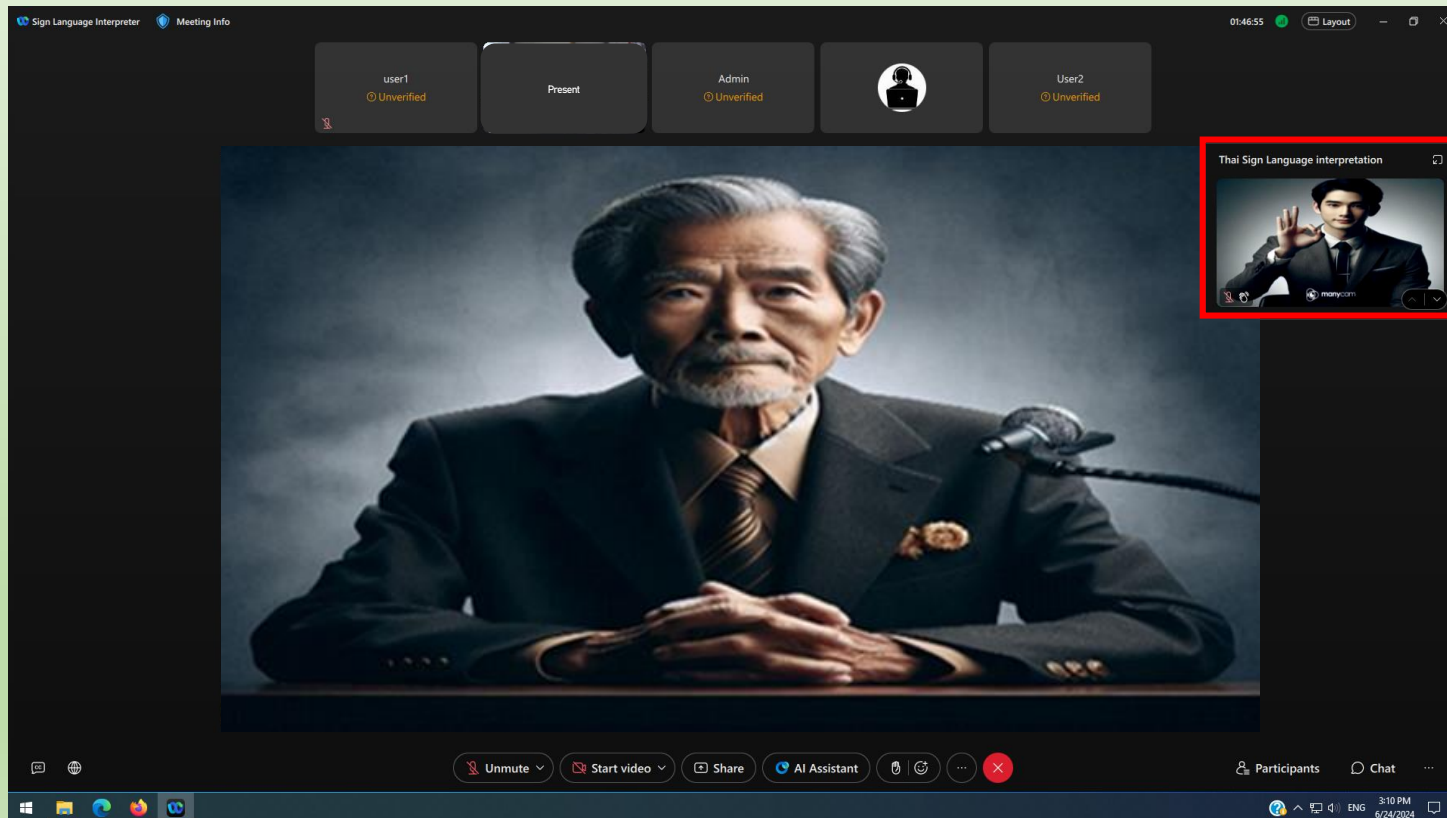 Sign Language Interpreter
Meeting Info
01:46:55
Layout
user1
Unverified
Present
Admin
Unverified
User2
Unverified
Thai Sign Language interpretation
manycam
CC
Unmute
Start video
Share
AI Assistant
Participants
Chat
ENG
3:10 PM
6/24/2024